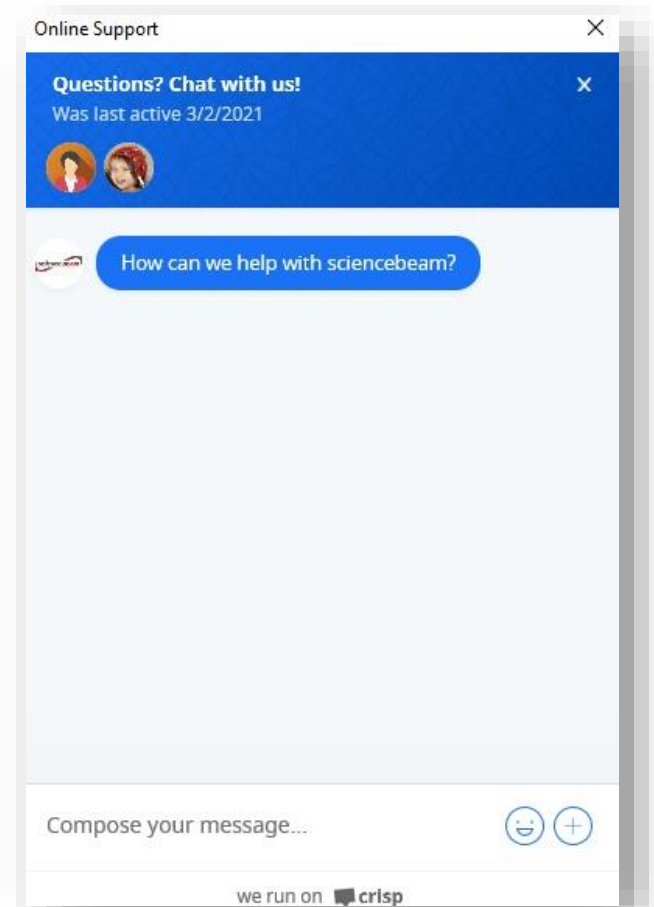 Online Support
Questions? Chat with us!
Was last active 3/2/2021
How can we help with sciencebeam?
Compose your message...
we run on crisp